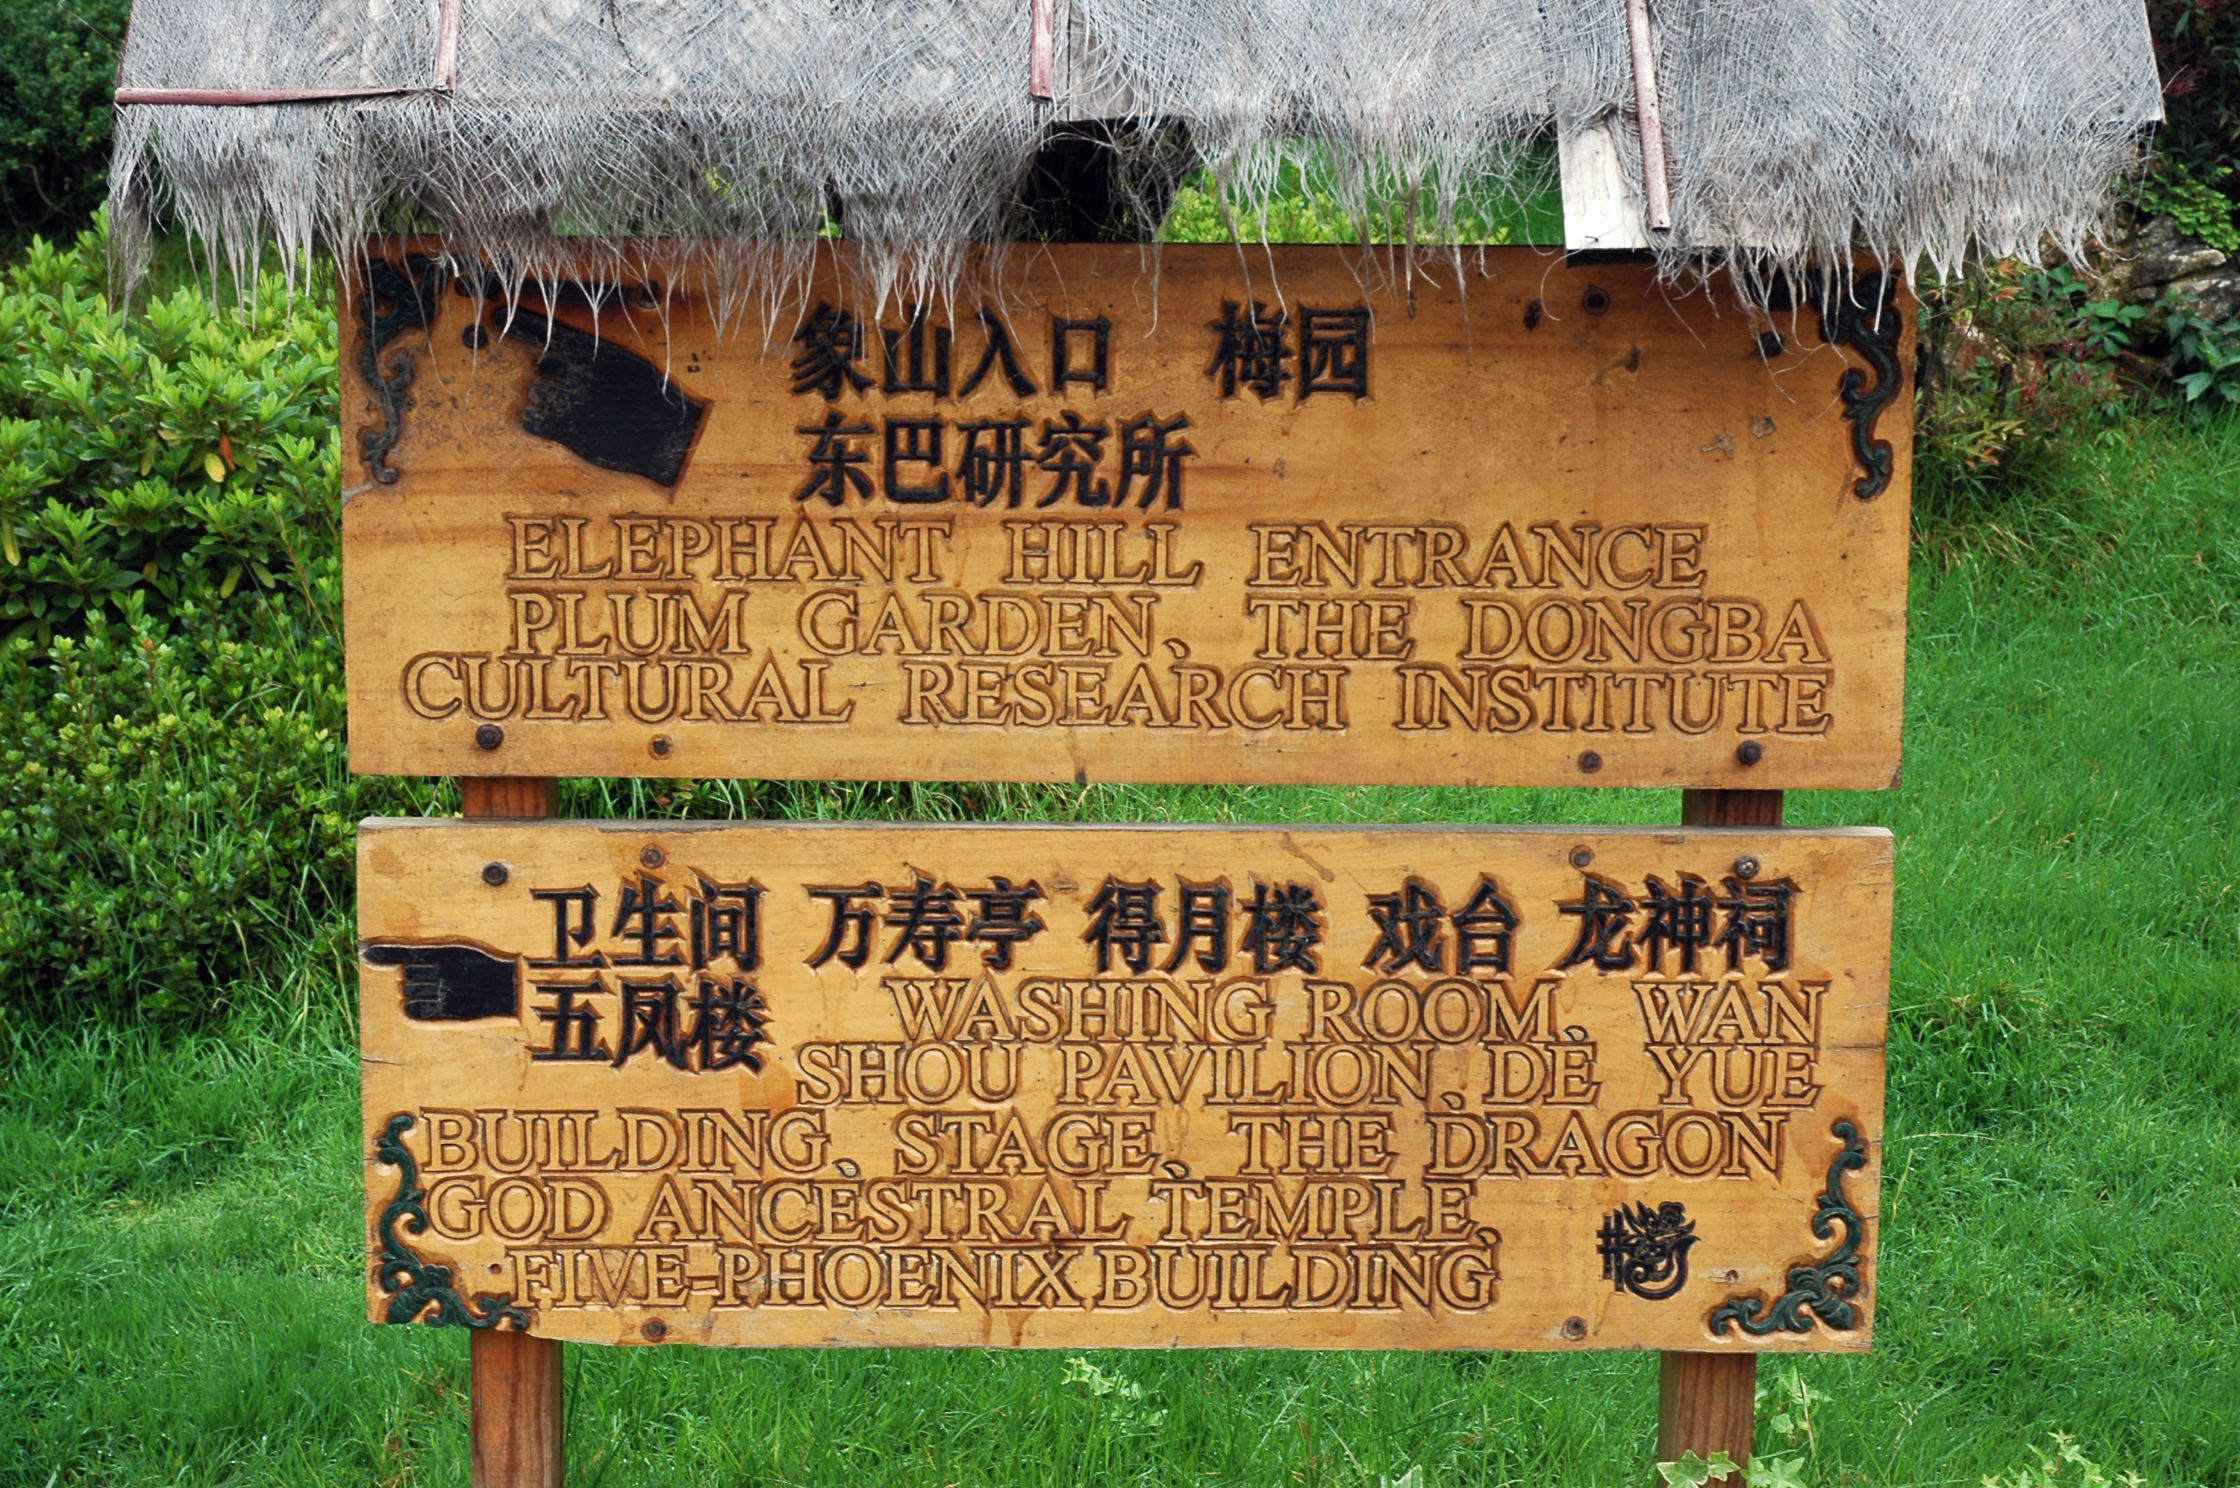 象山入口 梅园
东巴研究所
ELEPHANT HILL ENTRANCE
PLUM GARDEN、THE DONGBA
CULTURAL RESEARCH INSTITUTE
卫生间 万寿亭 得月楼 戏台 龙神祠
五凤楼 WASHING ROOM、WAN
SHOU PAVILION、DE YUE
BUILDING、STAGE、THE DRAGON
GOD ANCESTRAL TEMPLE、
FIVE-PHOENIX BUILDING